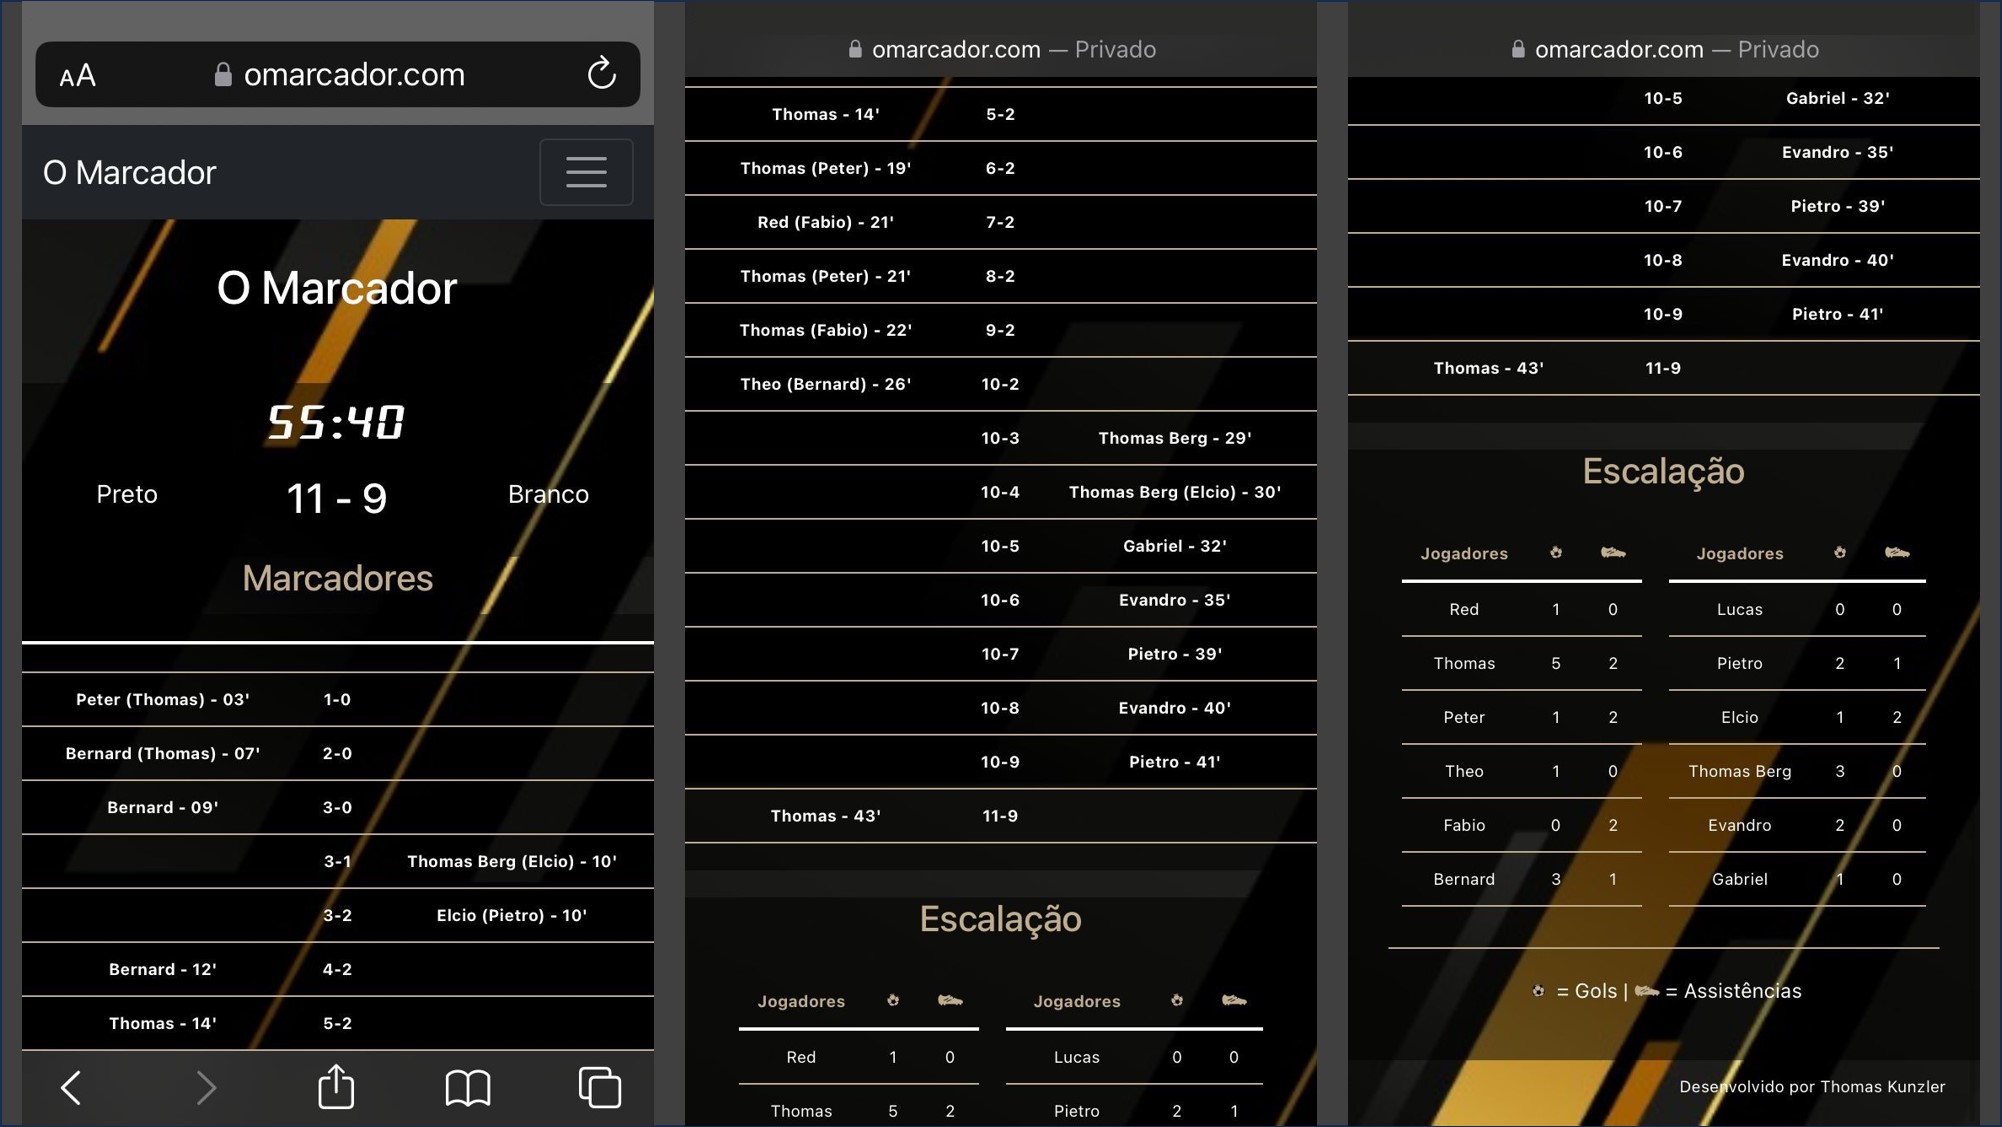 AA omarcador.com
O Marcador
O Marcador
55:40
Preto 11 - 9 Branco
Marcadores
Peter (Thomas) - 03' 1-0
Bernard (Thomas) - 07' 2-0
Bernard - 09' 3-0
3-1 Thomas Berg (Elcio) - 10'
3-2 Elcio (Pietro) - 10'
Bernard - 12' 4-2
Thomas - 14' 5-2
omarcador.com — Privado
Thomas - 14' 5-2
Thomas (Peter) - 19' 6-2
Red (Fabio) - 21' 7-2
Thomas (Peter) - 21' 8-2
Thomas (Fabio) - 22' 9-2
Theo (Bernard) - 26' 10-2
10-3 Thomas Berg - 29'
10-4 Thomas Berg (Elcio) - 30'
10-5 Gabriel - 32'
10-6 Evandro - 35'
10-7 Pietro - 39'
10-8 Evandro - 40'
10-9 Pietro - 41'
Thomas - 43' 11-9
Escalação
Jogadores Jogadores
Red 1 0 Lucas 0 0
Thomas 5 2 Pietro 2 1
omarcador.com — Privado
10-5 Gabriel - 32'
10-6 Evandro - 35'
10-7 Pietro - 39'
10-8 Evandro - 40'
10-9 Pietro - 41'
Thomas - 43' 11-9
Escalação
Jogadores Jogadores
Red 1 0 Lucas 0 0
Thomas 5 2 Pietro 2 1
Peter 1 2 Elcio 1 2
Theo 1 0 Thomas Berg 3 0
Fabio 0 2 Evandro 2 0
Bernard 3 1 Gabriel 1 0
= Gols | = Assistências
Desenvolvido por Thomas Kunzler